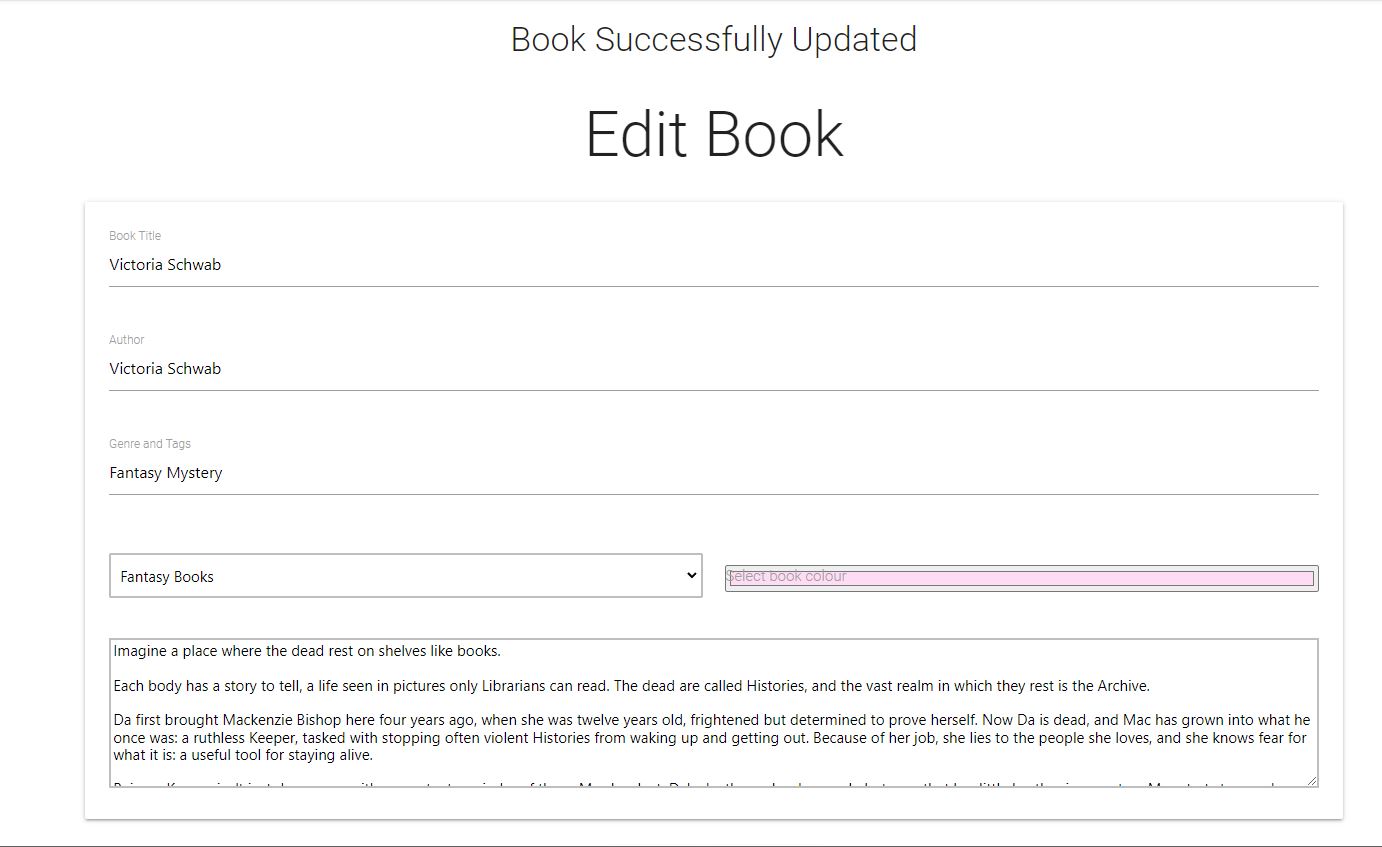 Book Successfully Updated
Edit Book
Book Title
Victoria Schwab
Author
Victoria Schwab
Genre and Tags
Fantasy Mystery
Fantasy Books
Select book colour
Imagine a place where the dead rest on shelves like books.
Each body has a story to tell, a life seen in pictures only Librarians can read. The dead are called Histories, and the vast realm in which they rest is the Archive.
Da first brought Mackenzie Bishop here four years ago, when she was twelve years old, frightened but determined to prove herself. Now Da is dead, and Mac has grown into what he
once was: a ruthless Keeper, tasked with stopping often violent Histories from waking up and getting out. Because of her job, she lies to the people she loves, and she knows fear for
what it is: a useful tool for staying alive.